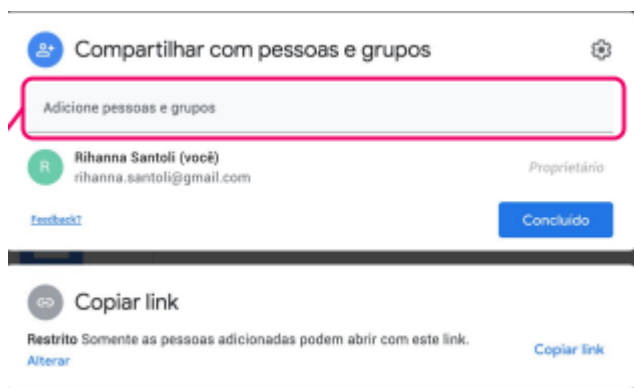 Compartilhar com pessoas e grupos
Adicione pessoas e grupos
R
Rihanna Santoli (você)
rihanna.santoli@gmail.com
Proprietário
Feedback?
Concluído
Copiar link
Restrito Somente as pessoas adicionadas podem abrir com este link.
Alterar
Copiar link